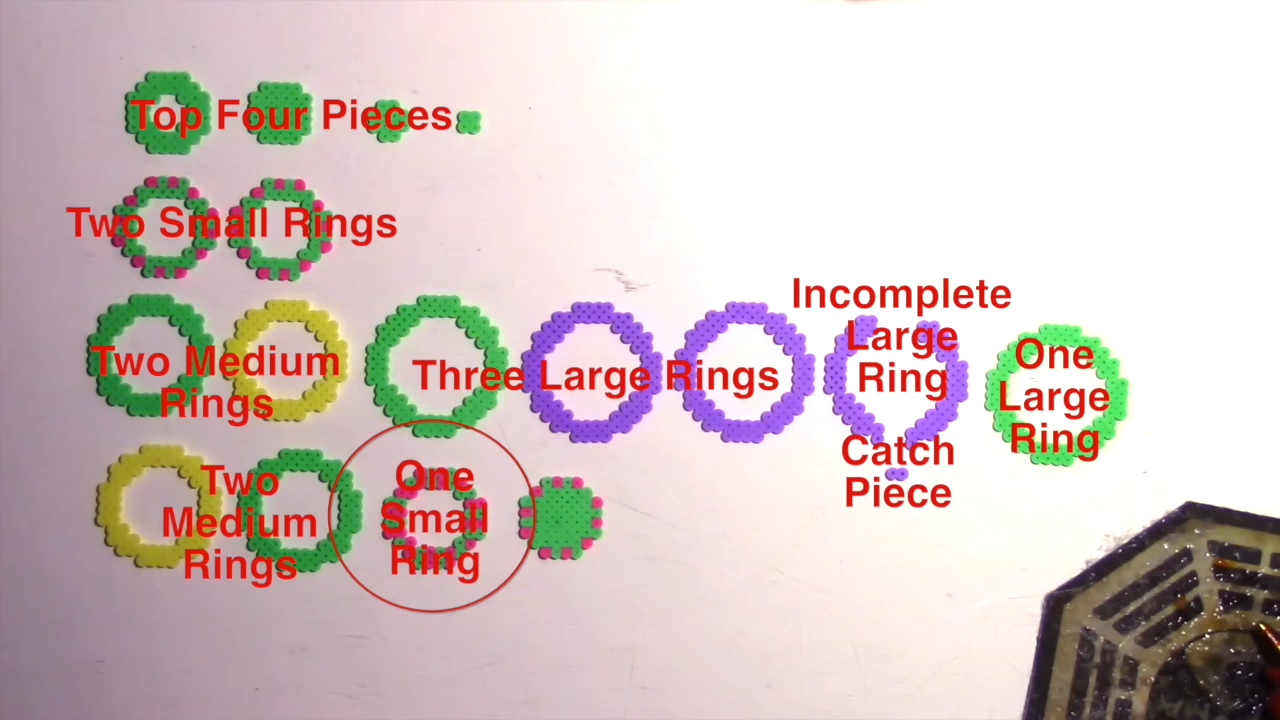 Top Four Pieces
Two Small Rings
Two Medium
Rings
Three Large Rings
Incomplete
Large
Ring
Catch
Piece
One
Large
Ring
Two
Medium
Rings
One
Small
Ring